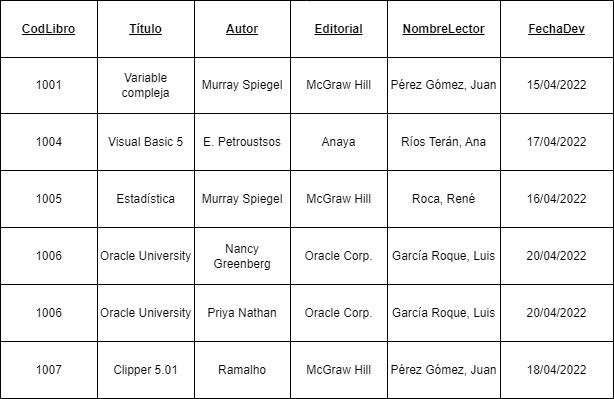 CodLibro Título Autor Editorial NombreLector FechaDev
1001 Variable compleja Murray Spiegel McGraw Hill Pérez Gómez, Juan 15/04/2022
1004 Visual Basic 5 E. Petroustsos Anaya Ríos Terán, Ana 17/04/2022
1005 Estadística Murray Spiegel McGraw Hill Roca, René 16/04/2022
1006 Oracle University Nancy Greenberg Oracle Corp. García Roque, Luis 20/04/2022
1006 Oracle University Priya Nathan Oracle Corp. García Roque, Luis 20/04/2022
1007 Clipper 5.01 Ramalho McGraw Hill Pérez Gómez, Juan 18/04/2022